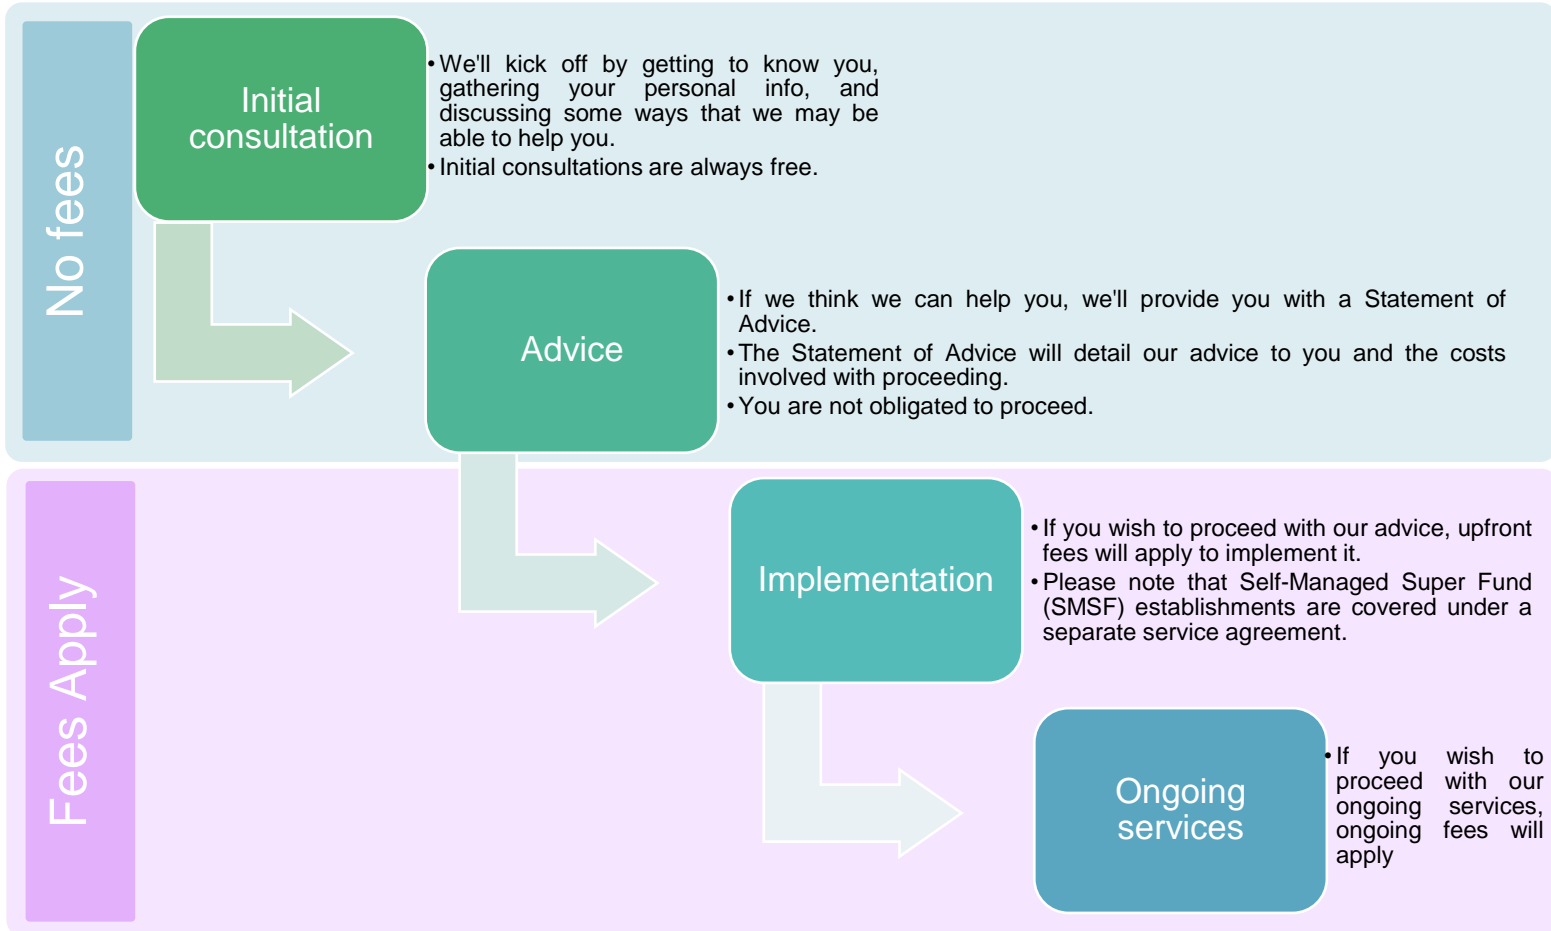 No fees
Initial
consultation
•We'll kick off by getting to know you,
gathering your personal info, and
discussing some ways that we may be
able to help you.
•Initial consultations are always free.
Advice
•If we think we can help you, we'll provide you with a Statement of
Advice.
•The Statement of Advice will detail our advice to you and the costs
involved with proceeding.
•You are not obligated to proceed.
Fees Apply
Implementation
•If you wish to proceed with our advice, upfront
fees will apply to implement it.
•Please note that Self-Managed Super Fund
(SMSF) establishments are covered under a
separate service agreement.
Ongoing
services
•If you wish to
proceed with our
ongoing services,
ongoing fees will
apply